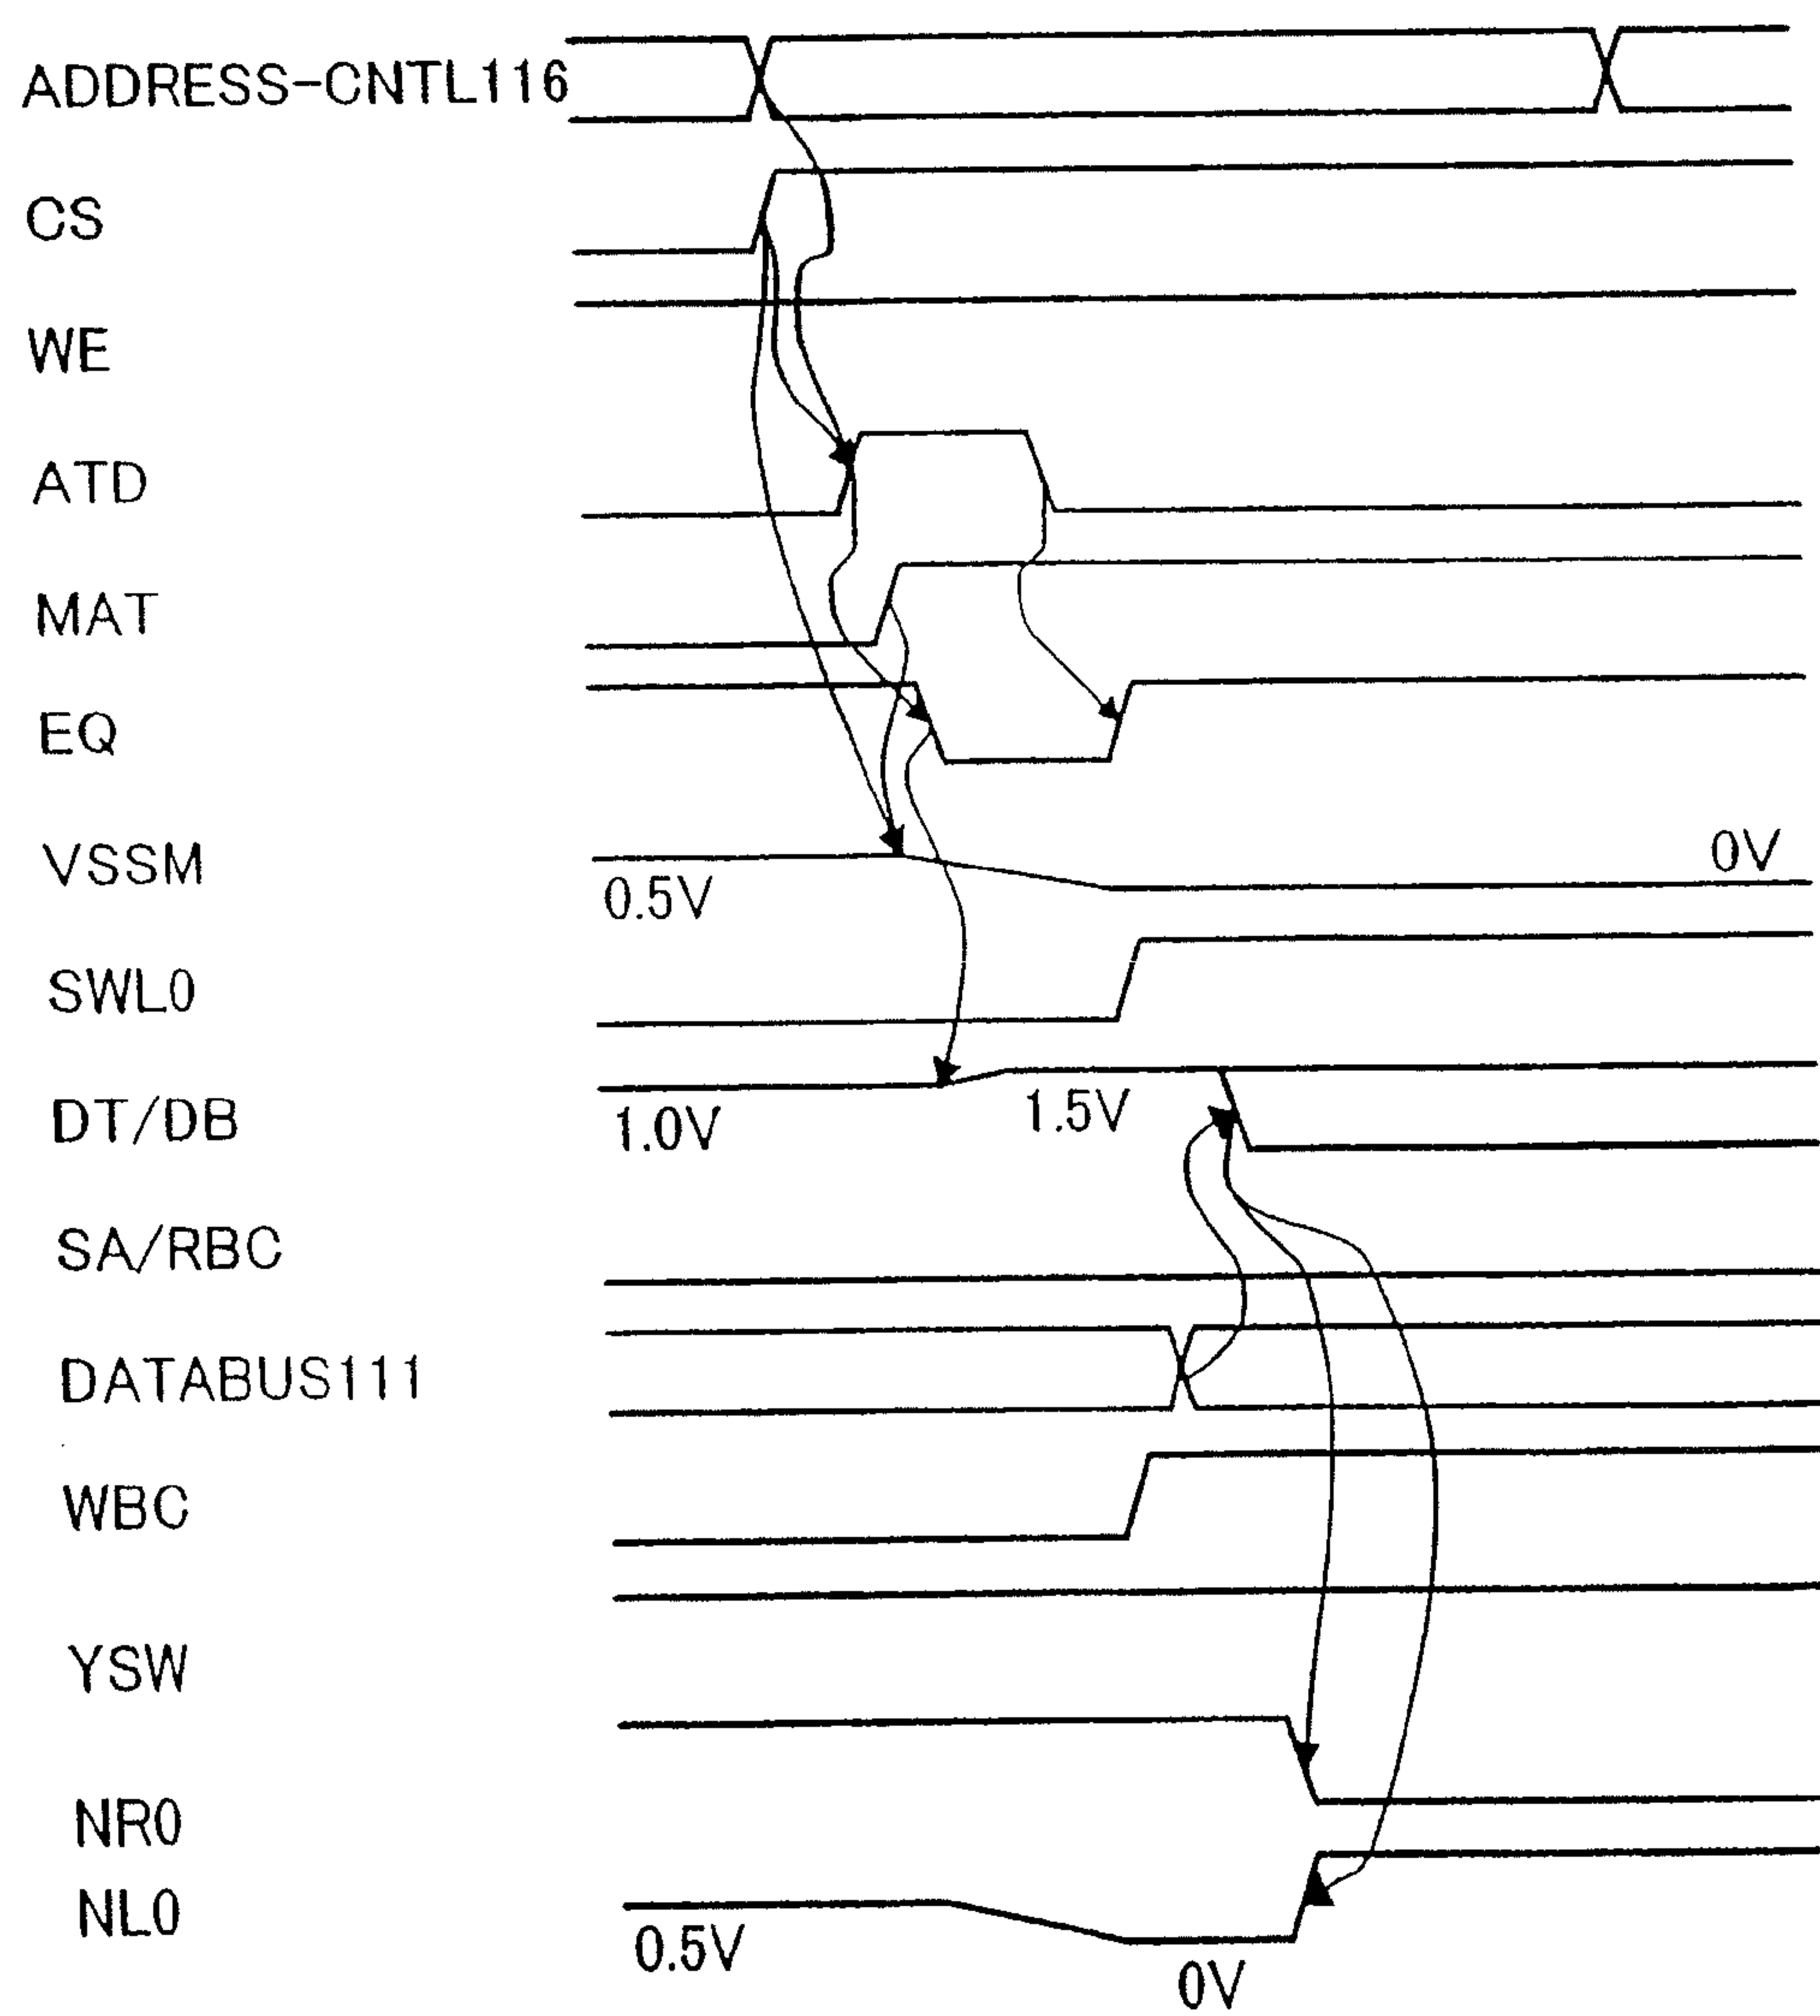 ADDRESS-CNTL116
CS
WE
ATD
MAT
EQ
VSSM
0.5V
0V
SWL0
DT/DB
1.0V
1.5V
SA/RBC
DATABUS111
WBC
YSW
NR0
NL0
0.5V
0V